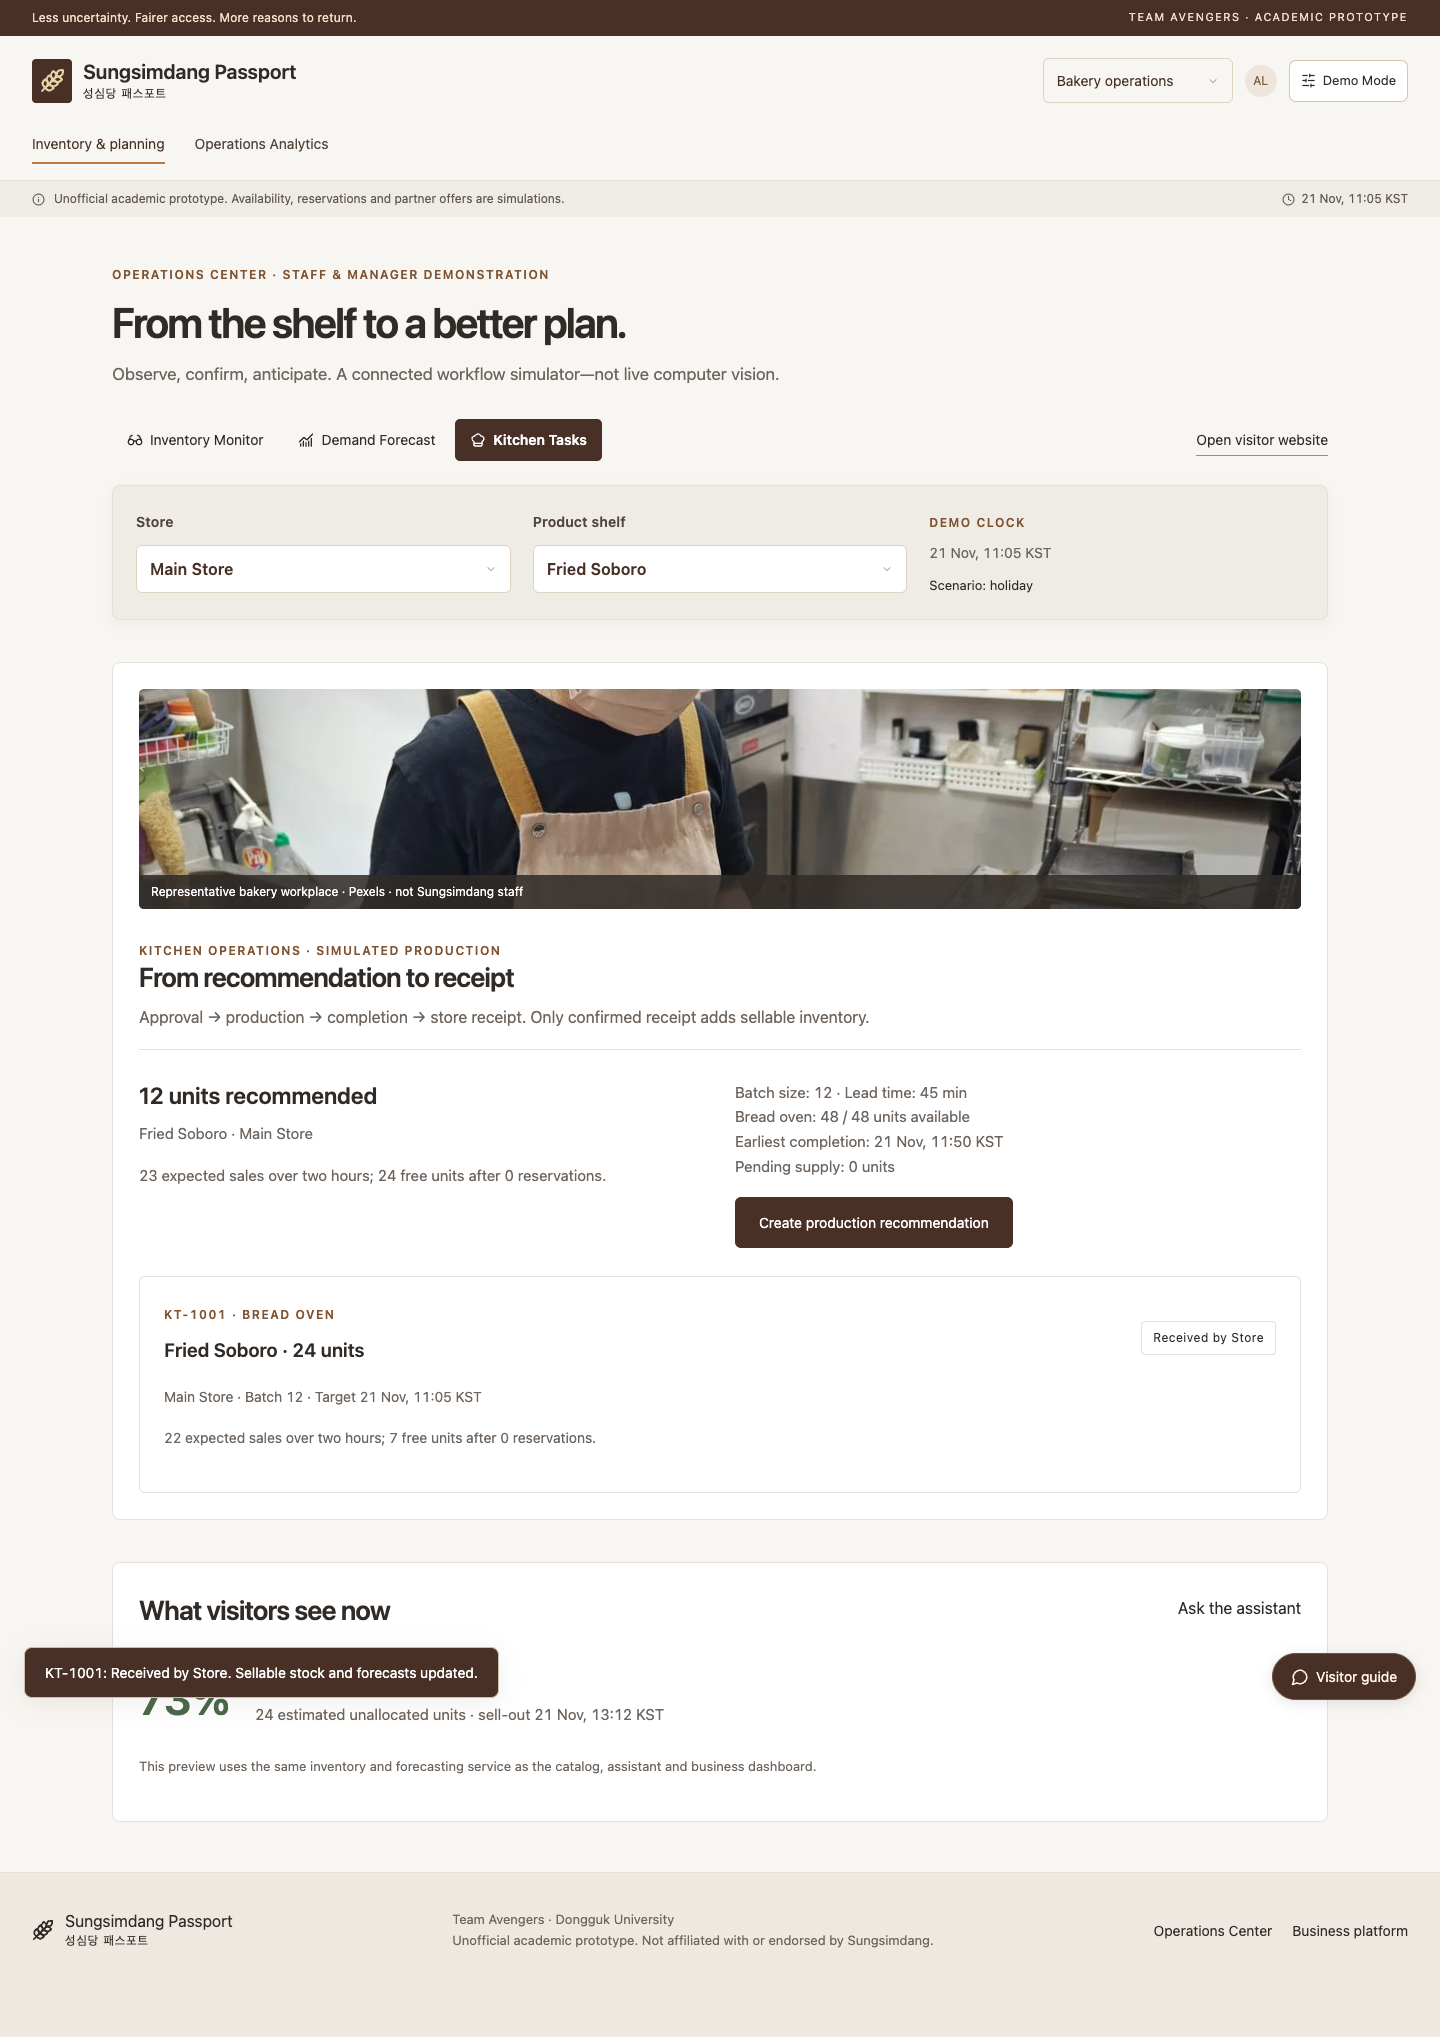 Less uncertainty. Fairer access. More reasons to return.
TEAM AVENGERS · ACADEMIC PROTOTYPE
Sungsimdang Passport
성심당 패스포트
Bakery operations
AL
Demo Mode
Inventory & planning
Operations Analytics
Unofficial academic prototype. Availability, reservations and partner offers are simulations.
21 Nov, 11:05 KST
OPERATIONS CENTER · STAFF & MANAGER DEMONSTRATION
From the shelf to a better plan.
Observe, confirm, anticipate. A connected workflow simulator—not live computer vision.
Inventory Monitor
Demand Forecast
Kitchen Tasks
Open visitor website
Store
Product shelf
DEMO CLOCK
Main Store
Fried Soboro
21 Nov, 11:05 KST
Scenario: holiday
Representative bakery workplace · Pexels · not Sungsimdang staff
KITCHEN OPERATIONS · SIMULATED PRODUCTION
From recommendation to receipt
Approval → production → completion → store receipt. Only confirmed receipt adds sellable inventory.
12 units recommended
Fried Soboro · Main Store
23 expected sales over two hours; 24 free units after 0 reservations.
Batch size: 12 · Lead time: 45 min
Bread oven: 48 / 48 units available
Earliest completion: 21 Nov, 11:50 KST
Pending supply: 0 units
Create production recommendation
KT-1001 · BREAD OVEN
Fried Soboro · 24 units
Received by Store
Main Store · Batch 12 · Target 21 Nov, 11:05 KST
22 expected sales over two hours; 7 free units after 0 reservations.
What visitors see now
Ask the assistant
KT-1001: Received by Store. Sellable stock and forecasts updated.
Visitor guide
73%
24 estimated unallocated units · sell-out 21 Nov, 13:12 KST
This preview uses the same inventory and forecasting service as the catalog, assistant and business dashboard.
Sungsimdang Passport
성심당 패스포트
Team Avengers · Dongguk University
Unofficial academic prototype. Not affiliated with or endorsed by Sungsimdang.
Operations Center
Business platform